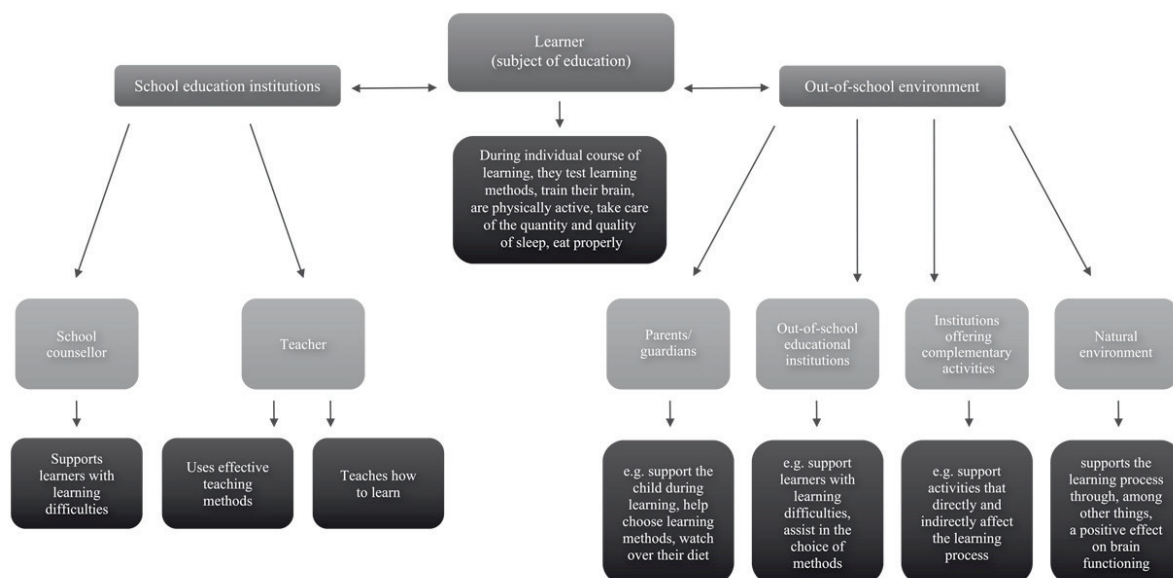 Learner
(subject of education)
School education institutions
Out-of-school environment
During individual course of
learning, they test learning
methods, train their brain,
are physically active, take care
of the quantity and quality
of sleep, eat properly
School
counsellor
Teacher
Parents/
guardians
Out-of-school
educational
institutions
Institutions
offering
complementary
activities
Natural
environment
Supports
learners with
learning
difficulties
Uses effective
teaching
methods
Teaches how
to learn
e.g. support the
child during
learning, help
choose learning
methods, watch
over their diet
e.g. support
learners with
learning
difficulties,
assist in the
choice of
methods
e.g. support
activities that
directly and
indirectly affect
the learning
process
supports the
learning process
through, among
other things,
a positive effect
on brain
functioning